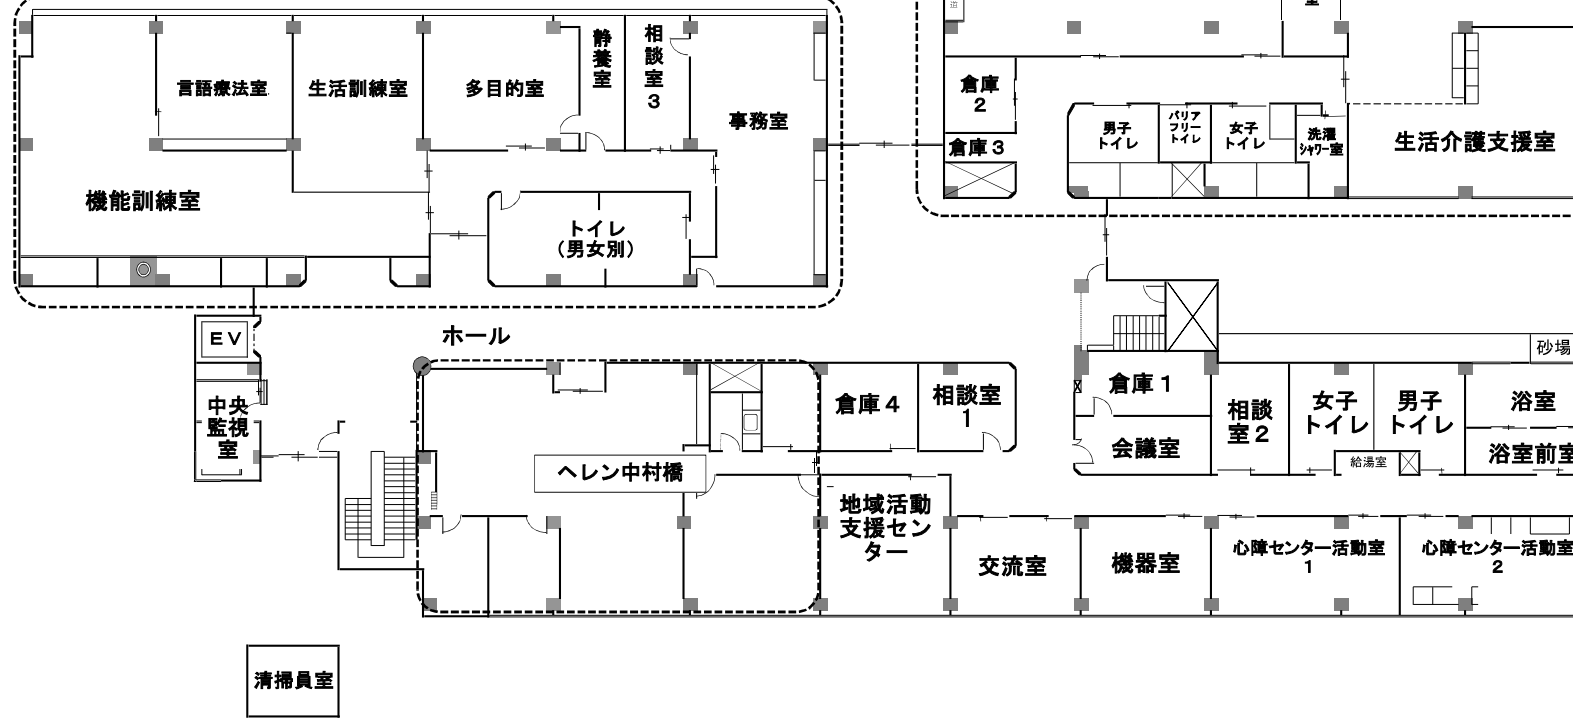 道
室
静養室
相談室3
言語療法室
生活訓練室
多目的室
事務室
倉庫
2
倉庫3
男子
トイレ
バリア
フリー
トイレ
女子
トイレ
洗濯
シャワー室
生活介護支援室
機能訓練室
トイレ
(男女別)
EV
ホール
砂場
中央
監視
室
倉庫4
相談室
1
倉庫1
会議室
相談
室2
女子
トイレ
男子
トイレ
浴室
浴室前室
給湯室
ヘレン中村橋
地域活動
支援セン
ター
交流室
機器室
心障センター活動室
1
心障センター活動室
2
清掃員室